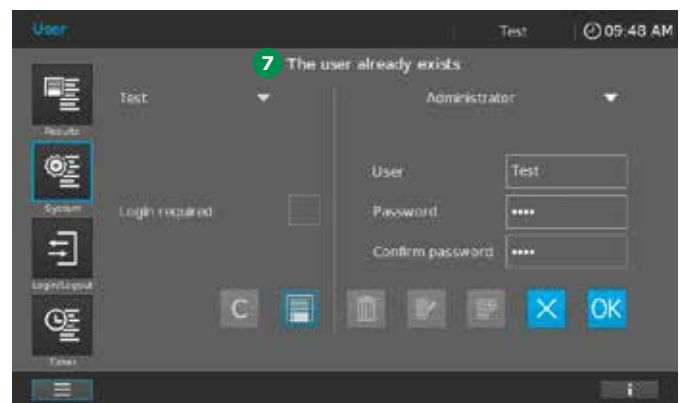 User
Test
09:48 AM
7 The user already exists
Results
Test
Administrator
System
Login required
User
Test
Password
••••
Confirm password
••••
Login/Logout
C
OK
Timer
i